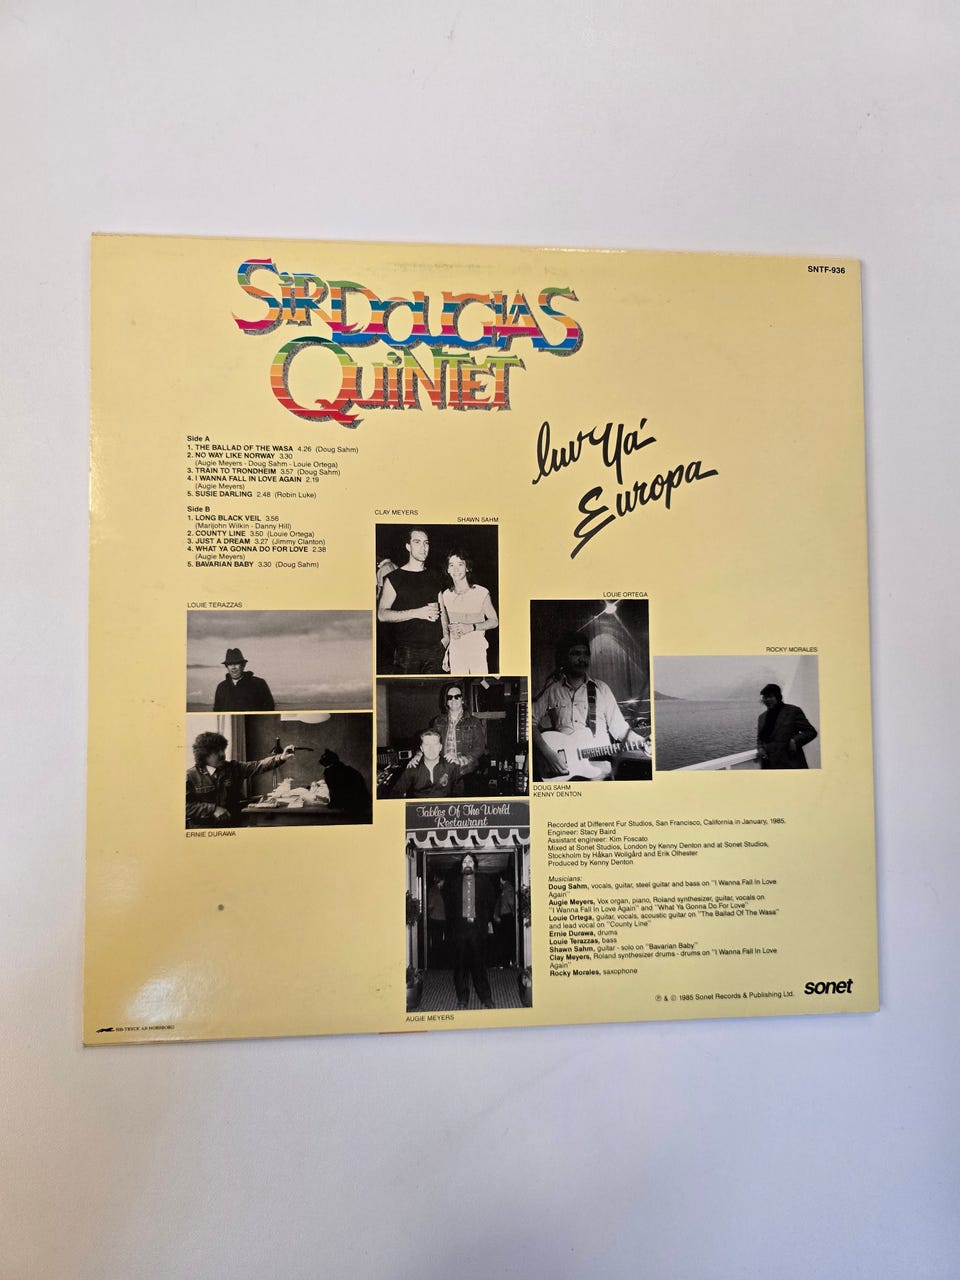 SNTF-936
SIR DOUGLAS
QUINTET
luv Ya'
Europa
Side A
1. THE BALLAD OF THE WASA 4.26 (Doug Sahm)
2. NO WAY LIKE NORWAY 3.30
(Augie Meyers - Doug Sahm - Louie Ortega)
3. TRAIN TO TRONDHEIM 3.57 (Doug Sahm)
4. I WANNA FALL IN LOVE AGAIN 2.19
(Augie Meyers)
5. SUSIE DARLING 2.48 (Robin Luke)
Side B
1. LONG BLACK VEIL 3.56
(Marijohn Wilkin - Danny Hill)
2. COUNTY LINE 3.50 (Louie Ortega)
3. JUST A DREAM 3.27 (Jimmy Clanton)
4. WHAT YA GONNA DO FOR LOVE 2.38
(Augie Meyers)
5. BAVARIAN BABY 3.30 (Doug Sahm)
CLAY MEYERS
SHAWN SAHM
LOUIE TERAZZAS
LOUIE ORTEGA
ROCKY MORALES
ERNIE DURAWA
DOUG SAHM
KENNY DENTON
Tables Of The World
Restaurant
AUGIE MEYERS
Recorded at Different Fur Studios, San Francisco, California in January, 1985.
Engineer: Stacy Baird
Assistant engineer: Kim Foscato
Mixed at Sonet Studios, London by Kenny Denton and at Sonet Studios,
Stockholm by Håkan Wollgård and Erik Olhester
Produced by Kenny Denton
Musicians:
Doug Sahm, vocals, guitar, steel guitar and bass on "I Wanna Fall In Love
Again"
Augie Meyers, Vox organ, piano, Roland synthesizer, guitar, vocals on
"I Wanna Fall In Love Again" and "What Ya Gonna Do For Love"
Louie Ortega, guitar, vocals, acoustic guitar on "The Ballad Of The Wasa"
and lead vocal on "County Line"
Ernie Durawa, drums
Louie Terazzas, bass
Shawn Sahm, guitar - solo on "Bavarian Baby"
Clay Meyers, Roland synthesizer drums - drums on "I Wanna Fall In Love
Again"
Rocky Morales, saxophone
℗ & © 1985 Sonet Records & Publishing Ltd.
sonet